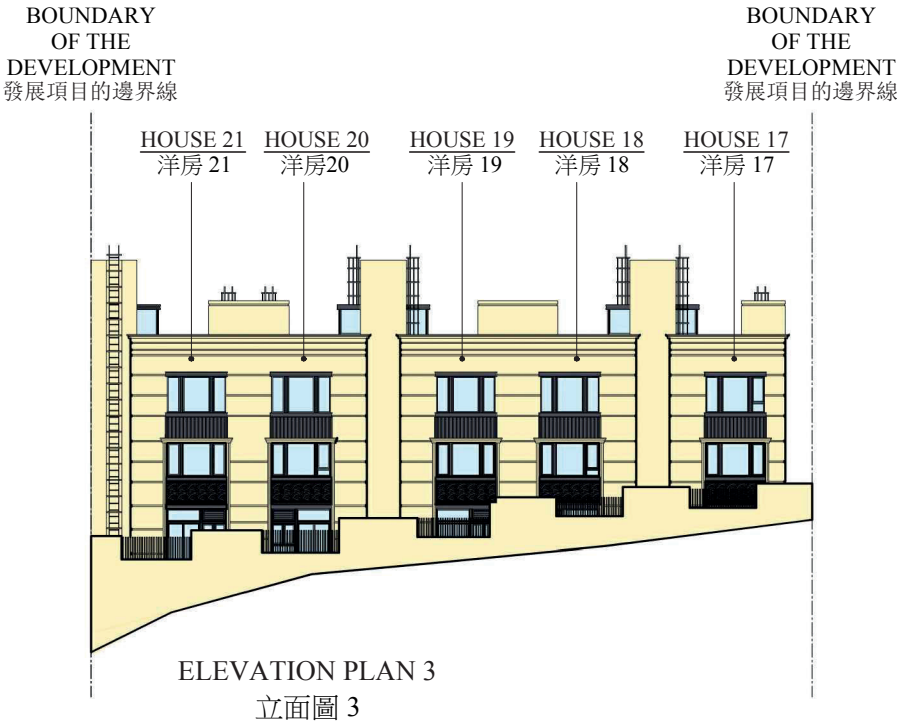 BOUNDARY
OF THE
DEVELOPMENT
發展項目的邊界線
BOUNDARY
OF THE
DEVELOPMENT
發展項目的邊界線
HOUSE 21
洋房 21
HOUSE 20
洋房20
HOUSE 19
洋房 19
HOUSE 18
洋房 18
HOUSE 17
洋房 17
ELEVATION PLAN 3
立面圖 3